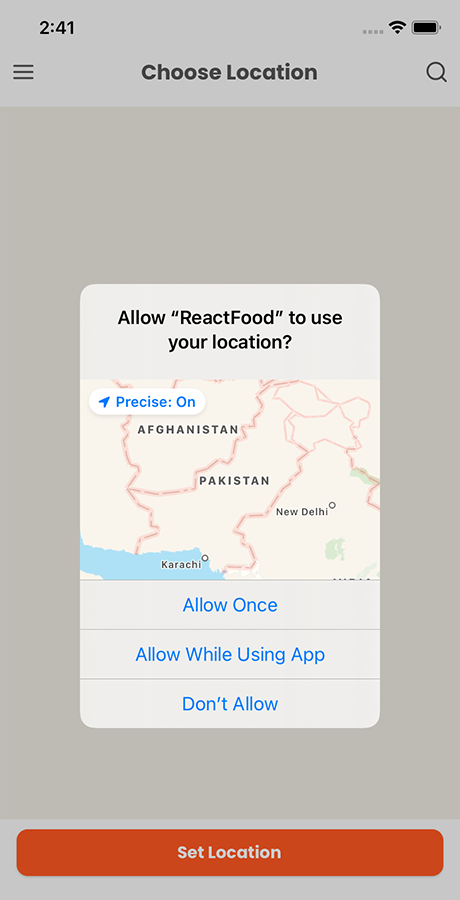 2:41
Choose Location
Allow “ReactFood” to use
your location?
Precise: On
AFGHANISTAN
PAKISTAN
New Delhi
Karachi
Allow Once
Allow While Using App
Don’t Allow
Set Location